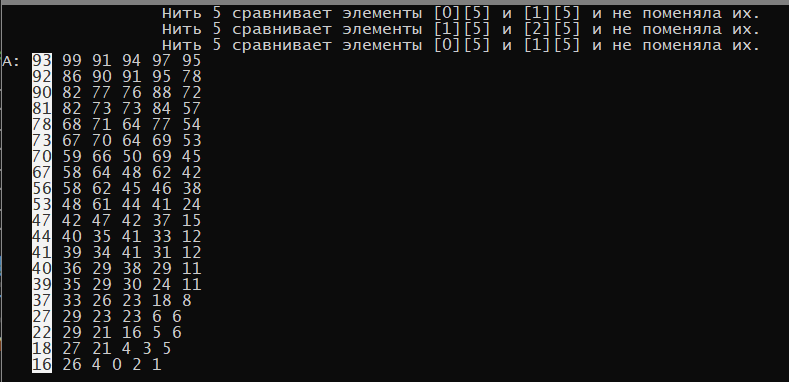 Нить 5 сравнивает элементы [0][5] и [1][5] и не поменяла их.
Нить 5 сравнивает элементы [1][5] и [2][5] и не поменяла их.
Нить 5 сравнивает элементы [0][5] и [1][5] и не поменяла их.
A: 93 99 91 94 97 95
92 86 90 91 95 78
90 82 77 76 88 72
81 82 73 73 84 57
78 68 71 64 77 54
73 67 70 64 69 53
70 59 66 50 69 45
67 58 64 48 62 42
56 58 62 45 46 38
53 48 61 44 41 24
47 42 47 42 37 15
44 40 35 41 33 12
41 39 34 41 31 12
40 36 29 38 29 11
39 35 29 30 24 11
37 33 26 23 18 8
27 29 23 23 6 6
22 29 21 16 5 6
18 27 21 4 3 5
16 26 4 0 2 1